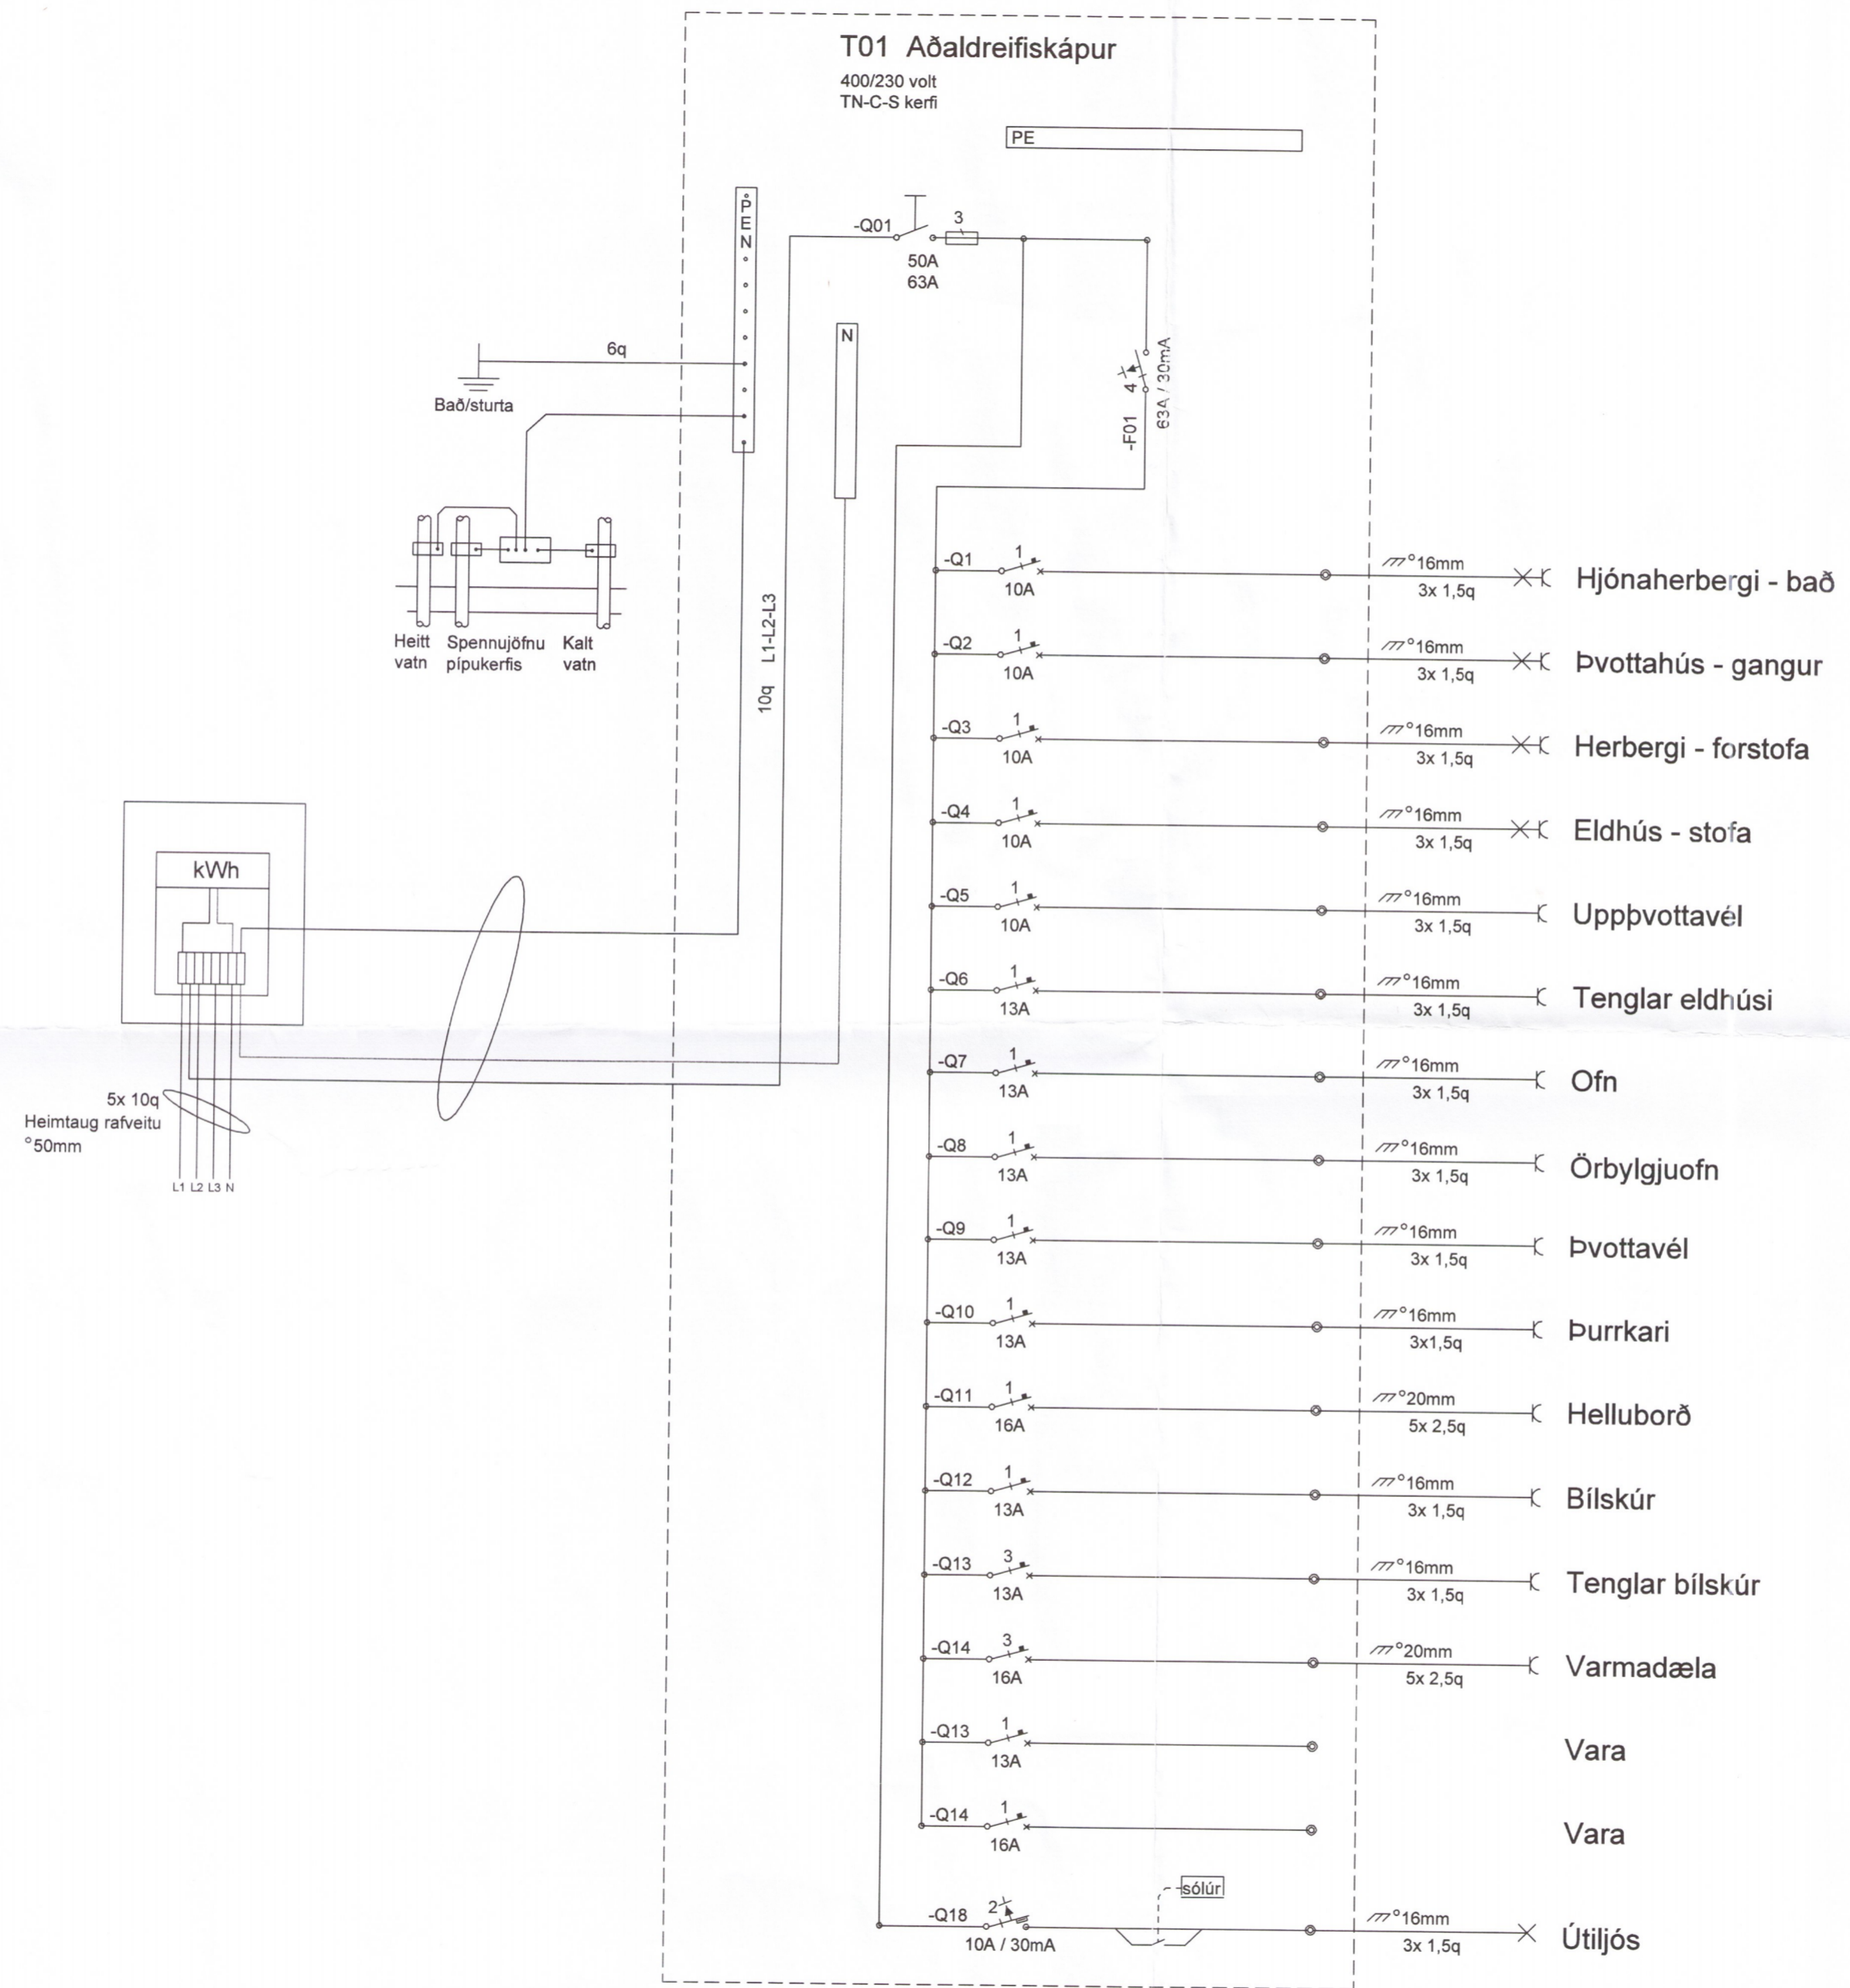 T01 Aðaldreifiskápur
400/230 volt
TN-C-S kerfi
PE
PEN
-Q01
3
50A
63A
N
6q
Bað/sturta
4
-F01
63A / 30mA
Heitt vatn
Spennujöfnu pípukerfis
Kalt vatn
10q L1-L2-L3
kWh
5x 10q
Heimtaug rafveitu
°50mm
L1 L2 L3 N
-Q1 1 10A °16mm 3x 1,5q Hjónaherbergi - bað
-Q2 1 10A °16mm 3x 1,5q Þvottahús - gangur
-Q3 1 10A °16mm 3x 1,5q Herbergi - forstofa
-Q4 1 10A °16mm 3x 1,5q Eldhús - stofa
-Q5 1 10A °16mm 3x 1,5q Uppþvottavél
-Q6 1 13A °16mm 3x 1,5q Tenglar eldhúsi
-Q7 1 13A °16mm 3x 1,5q Ofn
-Q8 1 13A °16mm 3x 1,5q Örbylgjuofn
-Q9 1 13A °16mm 3x 1,5q Þvottavél
-Q10 1 13A °16mm 3x1,5q Þurrkari
-Q11 1 16A °20mm 5x 2,5q Helluborð
-Q12 1 13A °16mm 3x 1,5q Bílskúr
-Q13 3 13A °16mm 3x 1,5q Tenglar bílskúr
-Q14 3 16A °20mm 5x 2,5q Varmadæla
-Q13 1 13A Vara
-Q14 1 16A Vara
sólúr
-Q18 2 10A / 30mA °16mm 3x 1,5q Útiljós